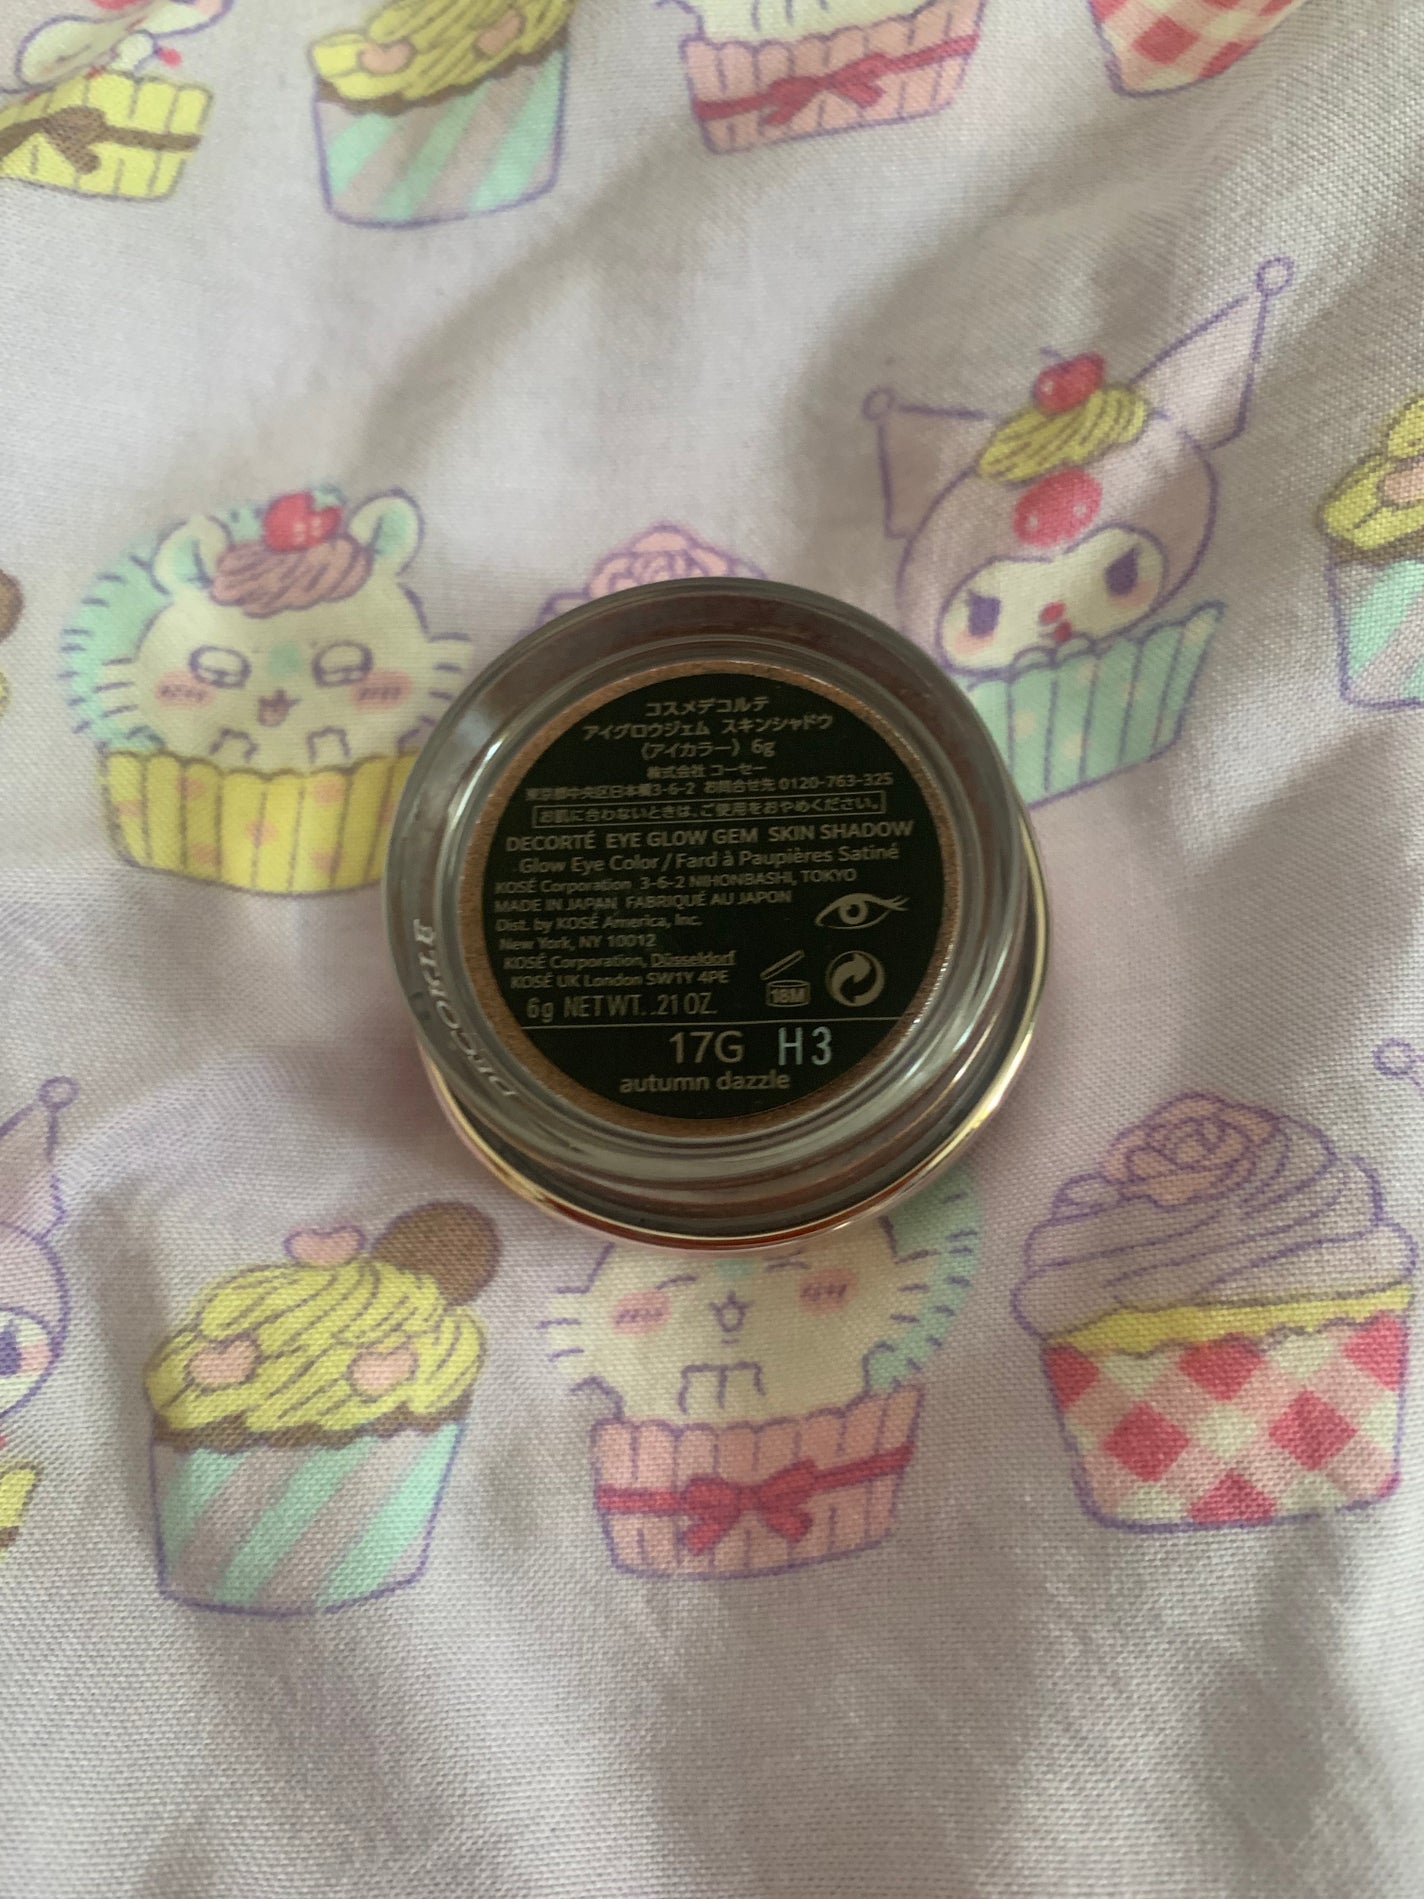 コスメデコルテ
アイグロウジェム スキンシャドウ
〈アイカラー〉 6g
株式会社 コーセー
東京都中央区日本橋3-6-2 お問合せ先 0120-763-325
お肌に合わないときは、ご使用をおやめください。
DECORTÉ EYE GLOW GEM SKIN SHADOW
Glow Eye Color / Fard à Paupières Satiné
KOSÉ Corporation 3-6-2 NIHONBASHI, TOKYO
MADE IN JAPAN FABRIQUÉ AU JAPON
Dist. by KOSÉ America, Inc.
New York, NY 10012
KOSÉ Corporation, Düsseldorf
KOSÉ UK London SW1Y 4PE
18M
6g NET WT. .21 OZ.
17G H3
autumn dazzle
DECORTÉ